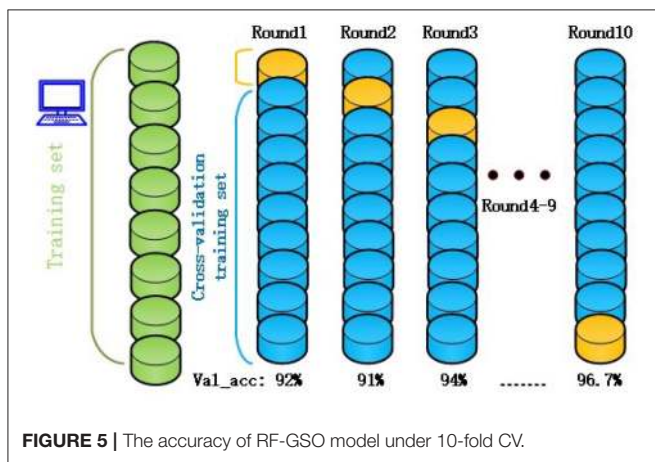 Round1 Round2 Round3 Round10
Training set
Cross-validation
training set
Round4-9
Val_acc: 92% 91% 94% ....... 96.7%
FIGURE 5 | The accuracy of RF-GSO model under 10-fold CV.